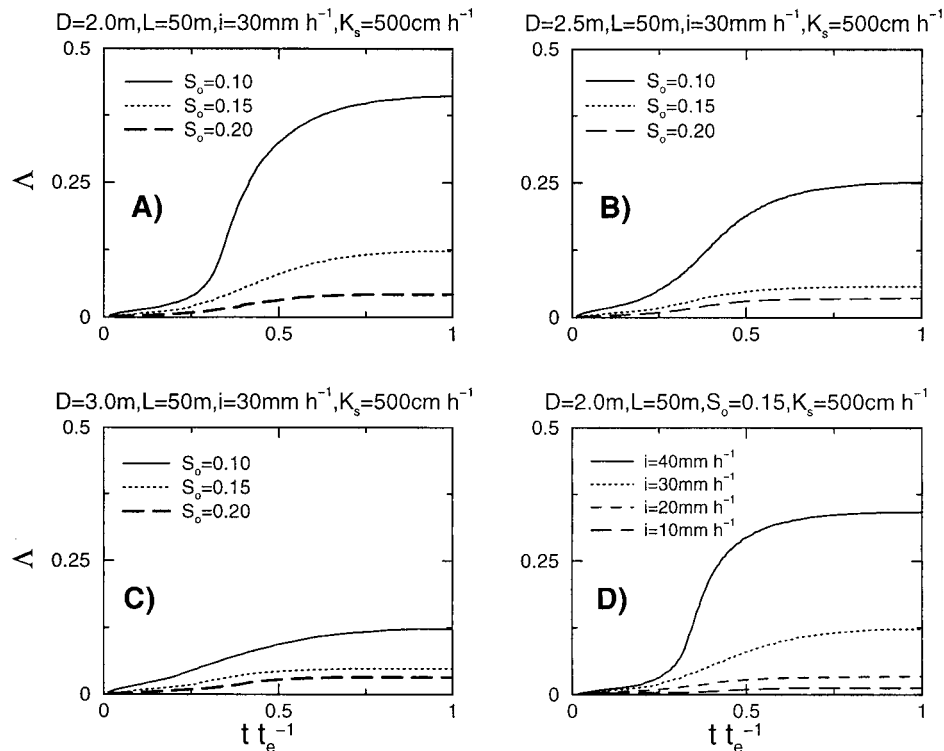 D=2.0m,L=50m,i=30mm h⁻¹,Kₛ=500cm h⁻¹
0.5
Sₒ=0.10
Sₒ=0.15
Sₒ=0.20
Λ
0.25
A)
0
0 0.5 1
D=2.5m,L=50m,i=30mm h⁻¹,Kₛ=500cm h⁻¹
0.5
Sₒ=0.10
Sₒ=0.15
Sₒ=0.20
0.25
B)
0
0 0.5 1
D=3.0m,L=50m,i=30mm h⁻¹,Kₛ=500cm h⁻¹
0.5
Sₒ=0.10
Sₒ=0.15
Sₒ=0.20
Λ
0.25
C)
0
0 0.5 1
t tₑ⁻¹
D=2.0m,L=50m,Sₒ=0.15,Kₛ=500cm h⁻¹
0.5
i=40mm h⁻¹
i=30mm h⁻¹
i=20mm h⁻¹
i=10mm h⁻¹
0.25
D)
0
0 0.5 1
t tₑ⁻¹